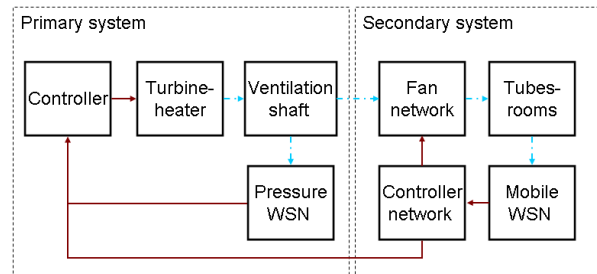 Primary system
Secondary system
Controller
Turbine-
heater
Ventilation
shaft
Fan
network
Tubes-
rooms
Pressure
WSN
Controller
network
Mobile
WSN